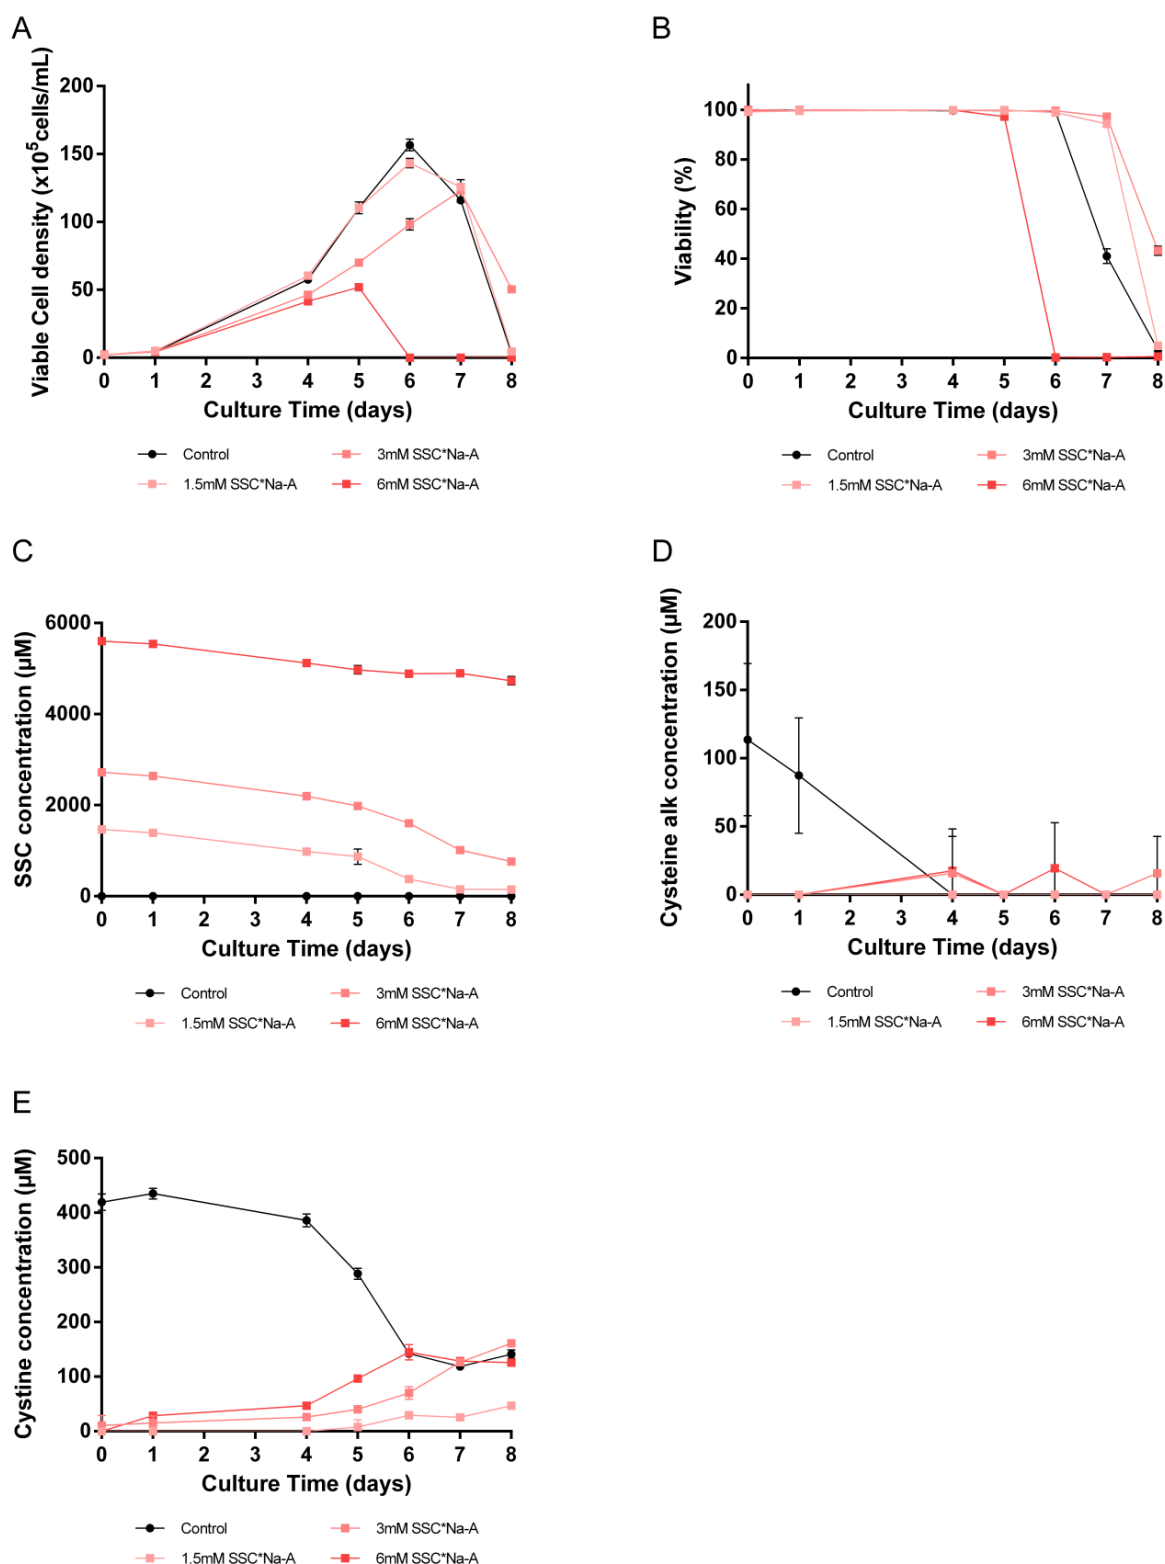 A
Viable Cell density (x10⁵cells/mL)
200
150
100
50
0
0 1 2 3 4 5 6 7 8
Culture Time (days)
Control
3mM SSC*Na-A
1.5mM SSC*Na-A
6mM SSC*Na-A
B
Viability (%)
100
80
60
40
20
0
0 1 2 3 4 5 6 7 8
Culture Time (days)
Control
3mM SSC*Na-A
1.5mM SSC*Na-A
6mM SSC*Na-A
C
SSC concentration (µM)
6000
4000
2000
0
0 1 2 3 4 5 6 7 8
Culture Time (days)
Control
3mM SSC*Na-A
1.5mM SSC*Na-A
6mM SSC*Na-A
D
Cysteine alk concentration (µM)
200
150
100
50
0
0 1 2 3 4 5 6 7 8
Culture Time (days)
Control
3mM SSC*Na-A
1.5mM SSC*Na-A
6mM SSC*Na-A
E
Cystine concentration (µM)
500
400
300
200
100
0
0 1 2 3 4 5 6 7 8
Culture Time (days)
Control
3mM SSC*Na-A
1.5mM SSC*Na-A
6mM SSC*Na-A